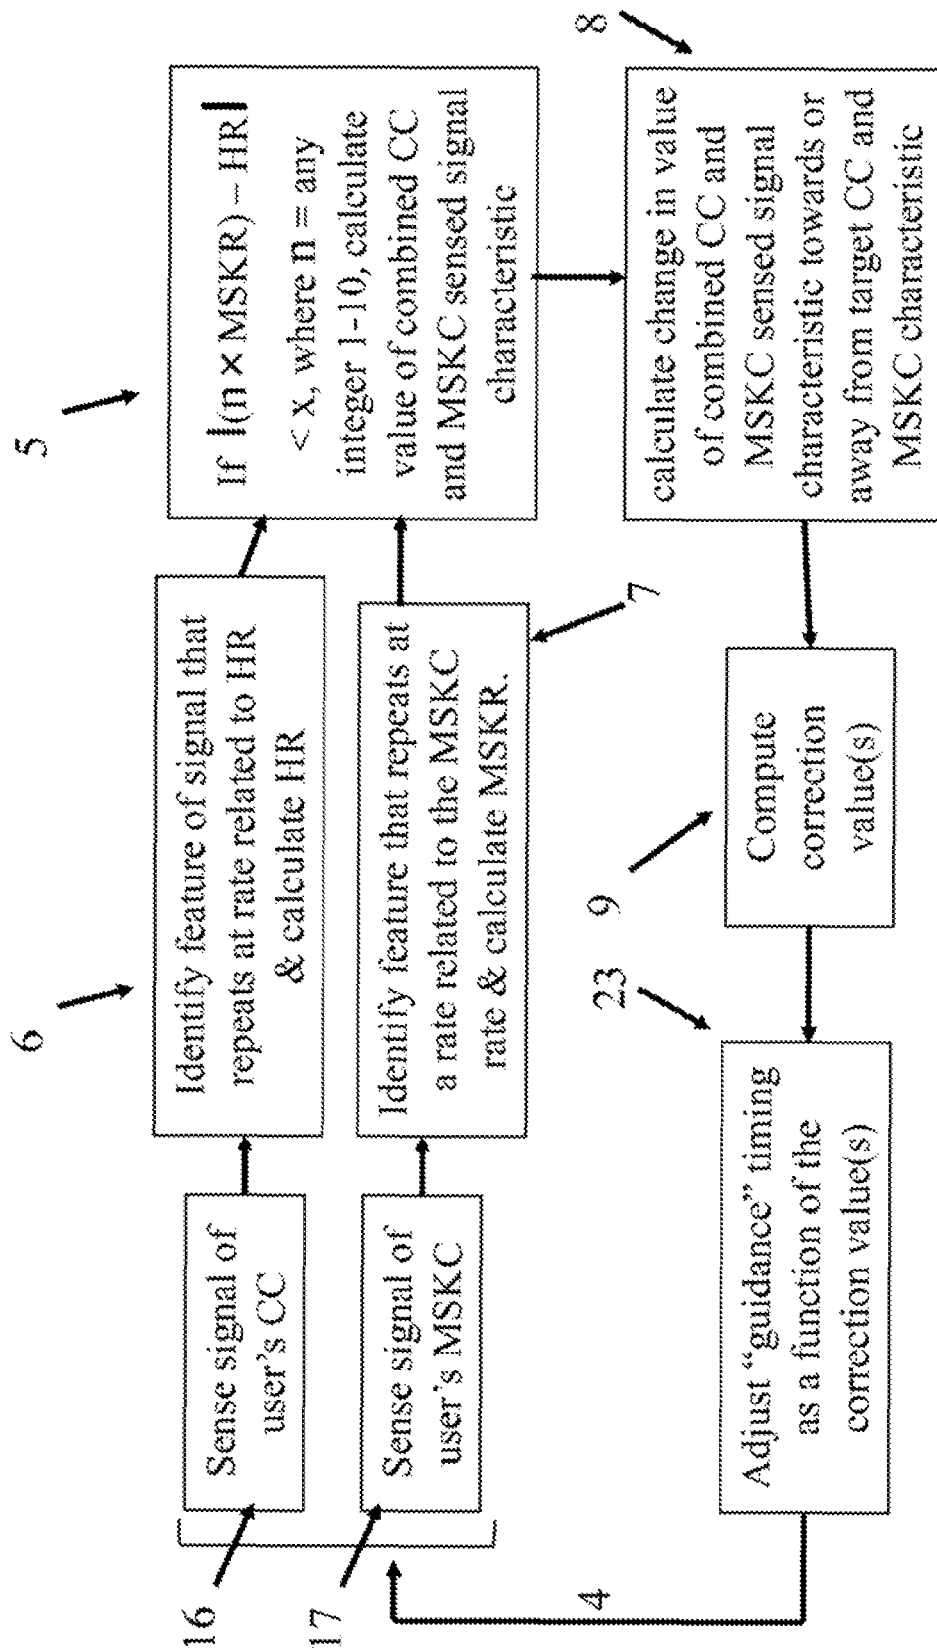 16
Sense signal of
user's CC
17
Sense signal of
user's MSKC
6
Identify feature of signal that
repeats at rate related to HR
& calculate HR
7
Identify feature that repeats at
a rate related to the MSKC
rate & calculate MSKR.
5
If |(n × MSKR) – HR|
< x, where n = any
integer 1-10, calculate
value of combined CC
and MSKC sensed signal
characteristic
8
calculate change in value
of combined CC and
MSKC sensed signal
characteristic towards or
away from target CC and
MSKC characteristic
9
Compute
correction
value(s)
23
Adjust “guidance” timing
as a function of the
correction value(s)
4